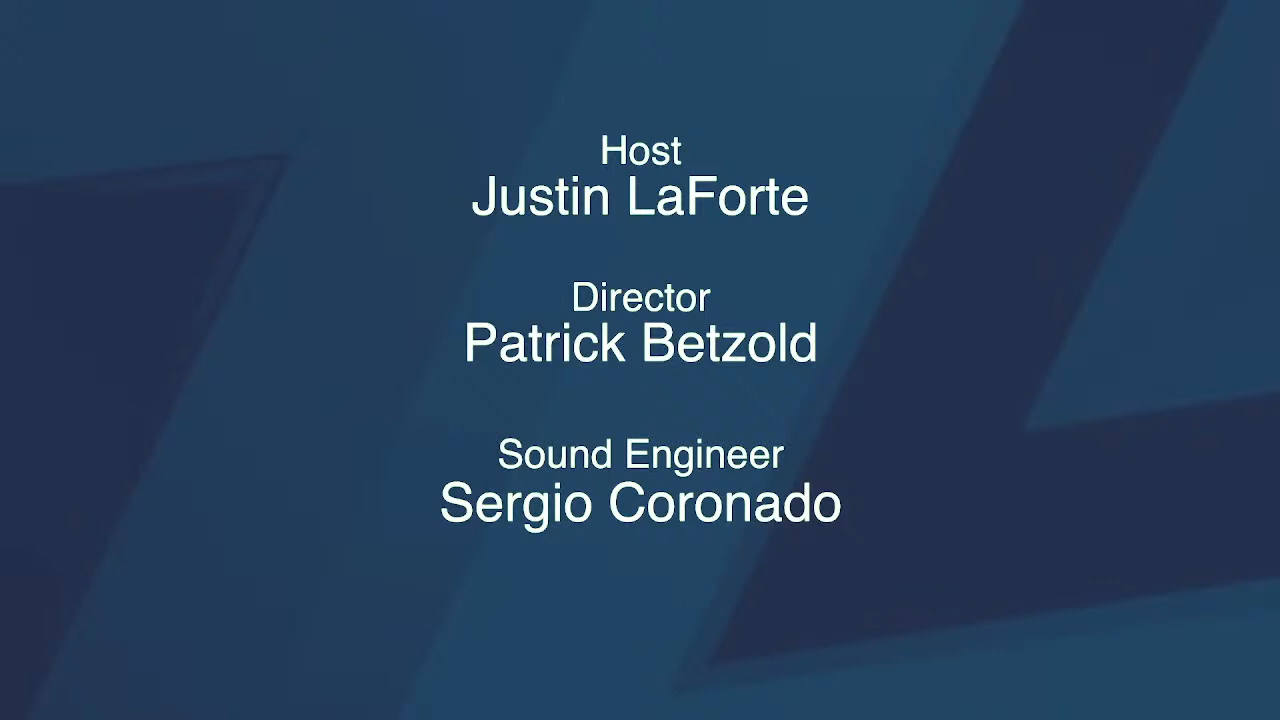 Host
Justin LaForte
Director
Patrick Betzold
Sound Engineer
Sergio Coronado